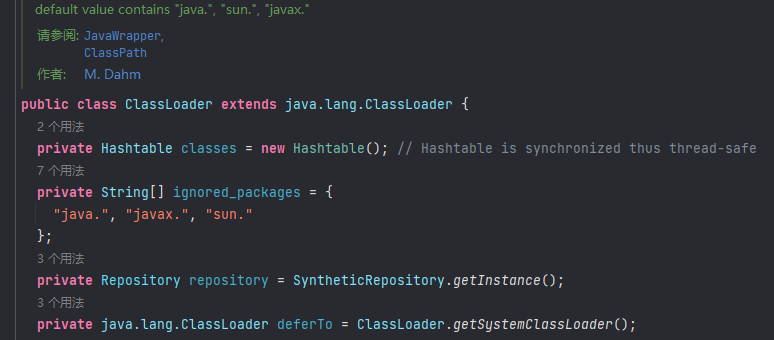 default value contains "java.", "sun.", "javax."
请参阅: JavaWrapper,
ClassPath
作者: M. Dahm
public class ClassLoader extends java.lang.ClassLoader {
2 个用法
private Hashtable classes = new Hashtable(); // Hashtable is synchronized thus thread-safe
7 个用法
private String[] ignored_packages = {
"java.", "javax.", "sun."
};
3 个用法
private Repository repository = SyntheticRepository.getInstance();
3 个用法
private java.lang.ClassLoader deferTo = ClassLoader.getSystemClassLoader();